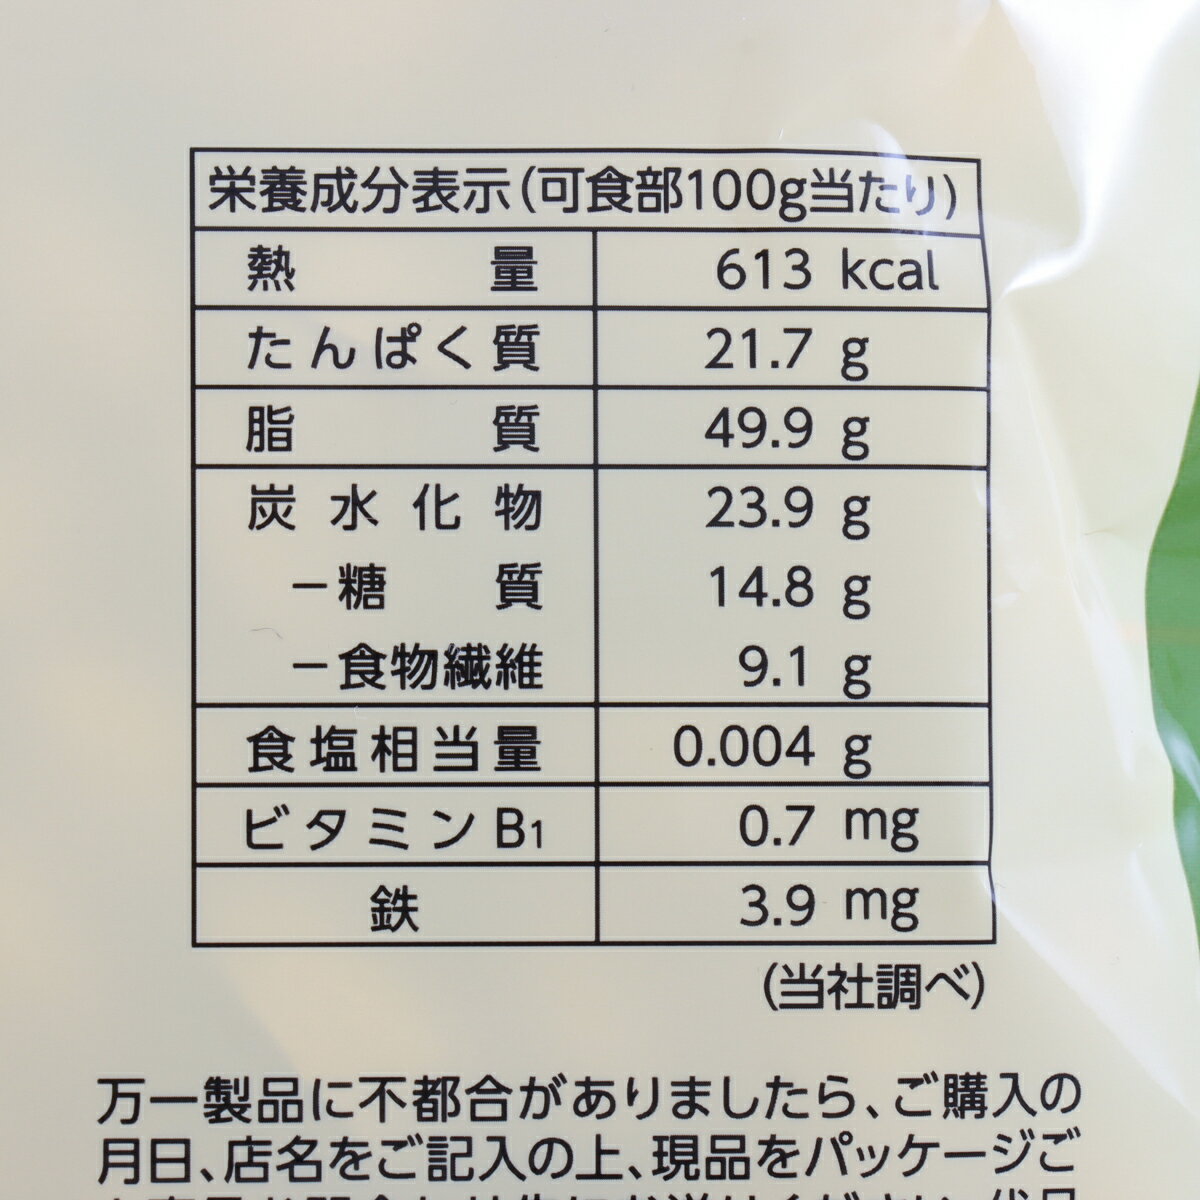 栄養成分表示(可食部100g当たり)
熱量 613 kcal
たんぱく質 21.7 g
脂質 49.9 g
炭水化物 23.9 g
－糖質 14.8 g
－食物繊維 9.1 g
食塩相当量 0.004 g
ビタミンB1 0.7 mg
鉄 3.9 mg
(当社調べ)
万一製品に不都合がありましたら、ご購入の
月日、店名をご記入の上、現品をパッケージご